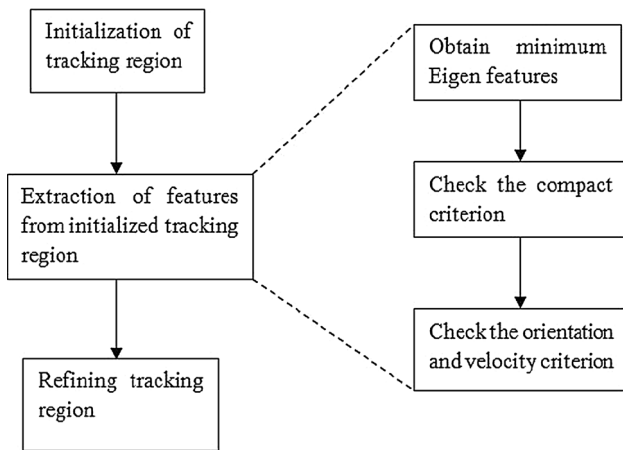 Initialization of
tracking region
Extraction of features
from initialized tracking
region
Refining tracking
region
Obtain minimum
Eigen features
Check the compact
criterion
Check the orientation
and velocity criterion